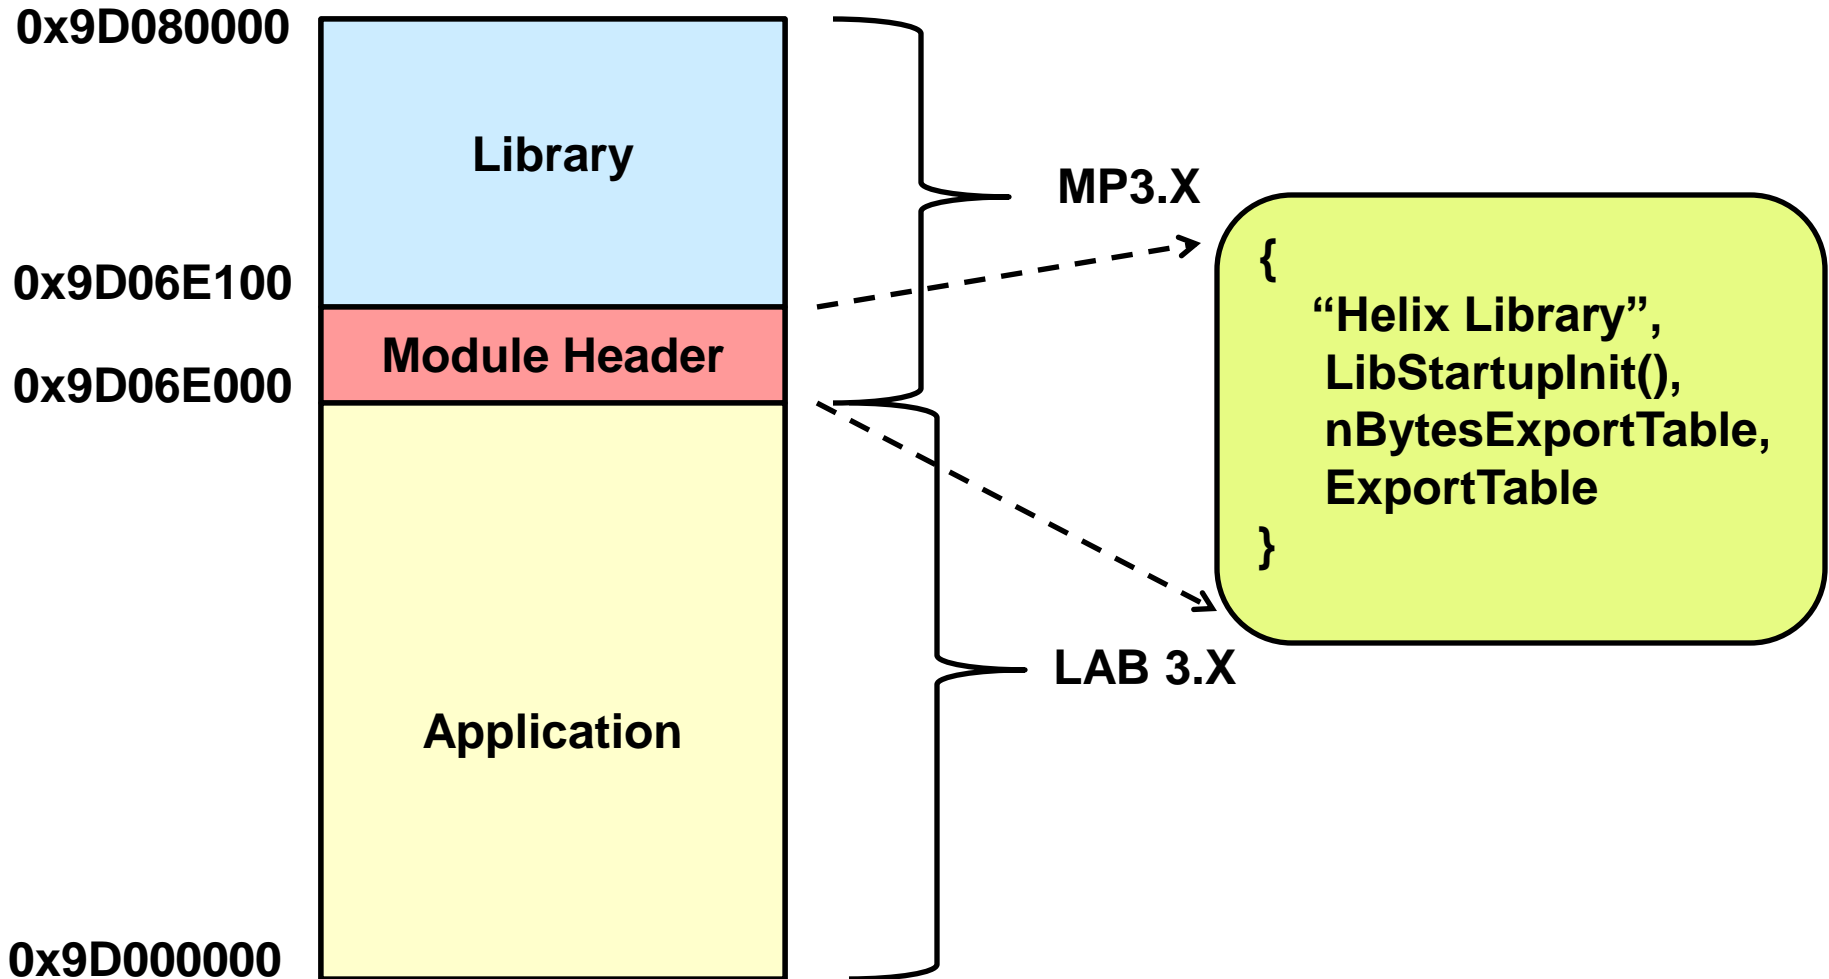 0x9D080000
Library
MP3.X
0x9D06E100
Module Header
0x9D06E000
{
“Helix Library”,
LibStartupInit(),
nBytesExportTable,
ExportTable
}
LAB 3.X
Application
0x9D000000